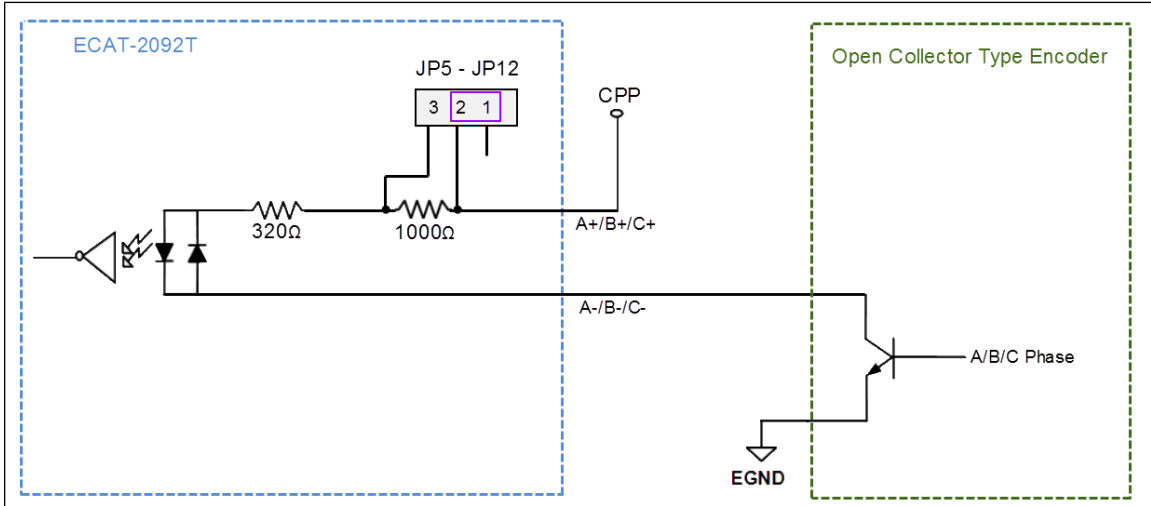 ECAT-2092T
Open Collector Type Encoder
JP5 - JP12
3 2 1
CPP
320Ω
1000Ω
A+/B+/C+
A-/B-/C-
A/B/C Phase
EGND